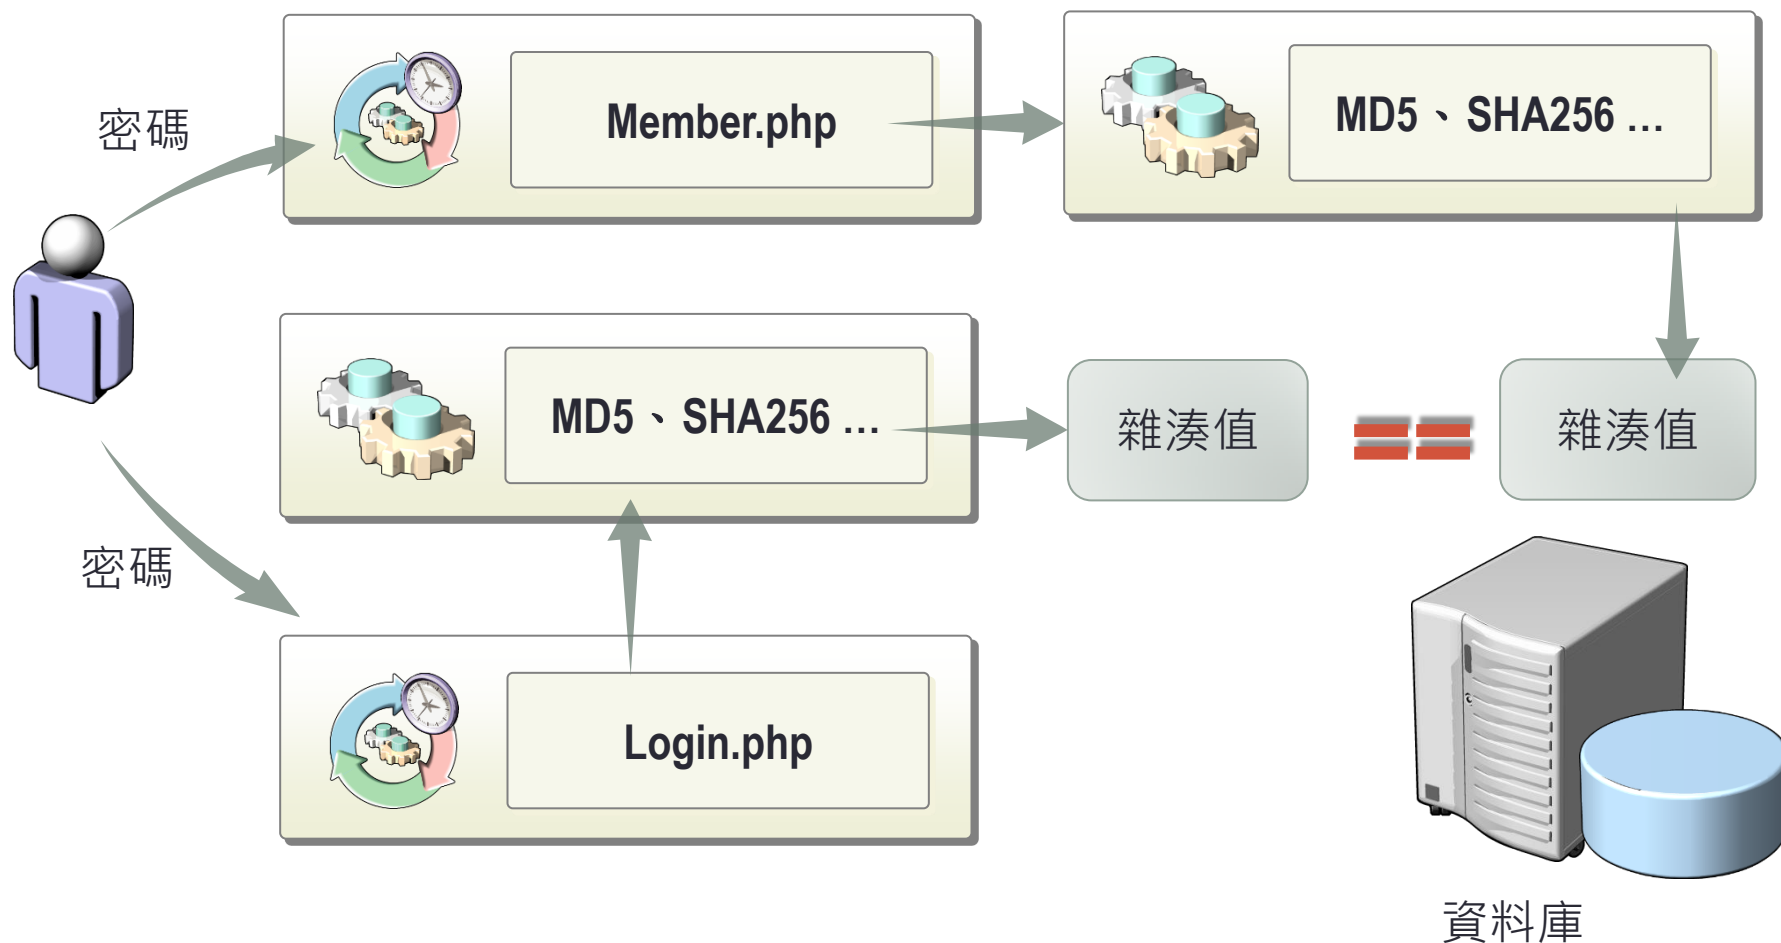 密碼
Member.php
MD5、SHA256 ...
MD5、SHA256 ...
雜湊值
==
雜湊值
密碼
Login.php
資料庫